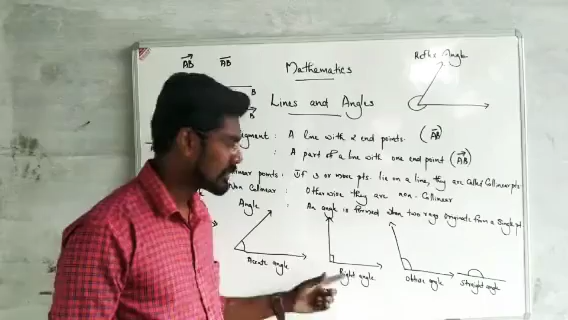 AB AB
Mathematics
Reflex Angle
B
Lines and Angles
B
egment : A line with 2 end points. (AB)
: A part of a line with one end point (AB)
inear points : If 3 or more pts. lie on a line, they are called Collinear pts
Non Collinear : Otherwise they are non-Collinear
Angle : An angle is formed when two rays originate from a single pt
Acute angle
Right angle
Obtuse angle
Straight angle